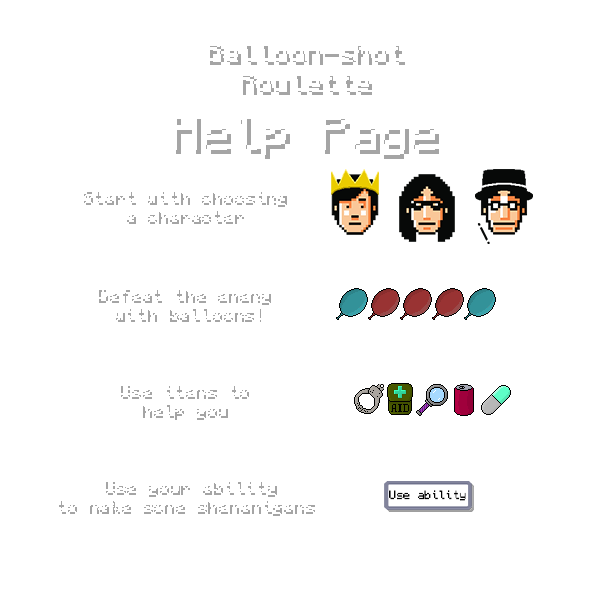 Balloon-shot
Roulette
Help Page
Start with choosing
a character
Defeat the enemy
with balloons!
Use items to
help you
AID
Use your ability
Use ability
to make some shenanigans